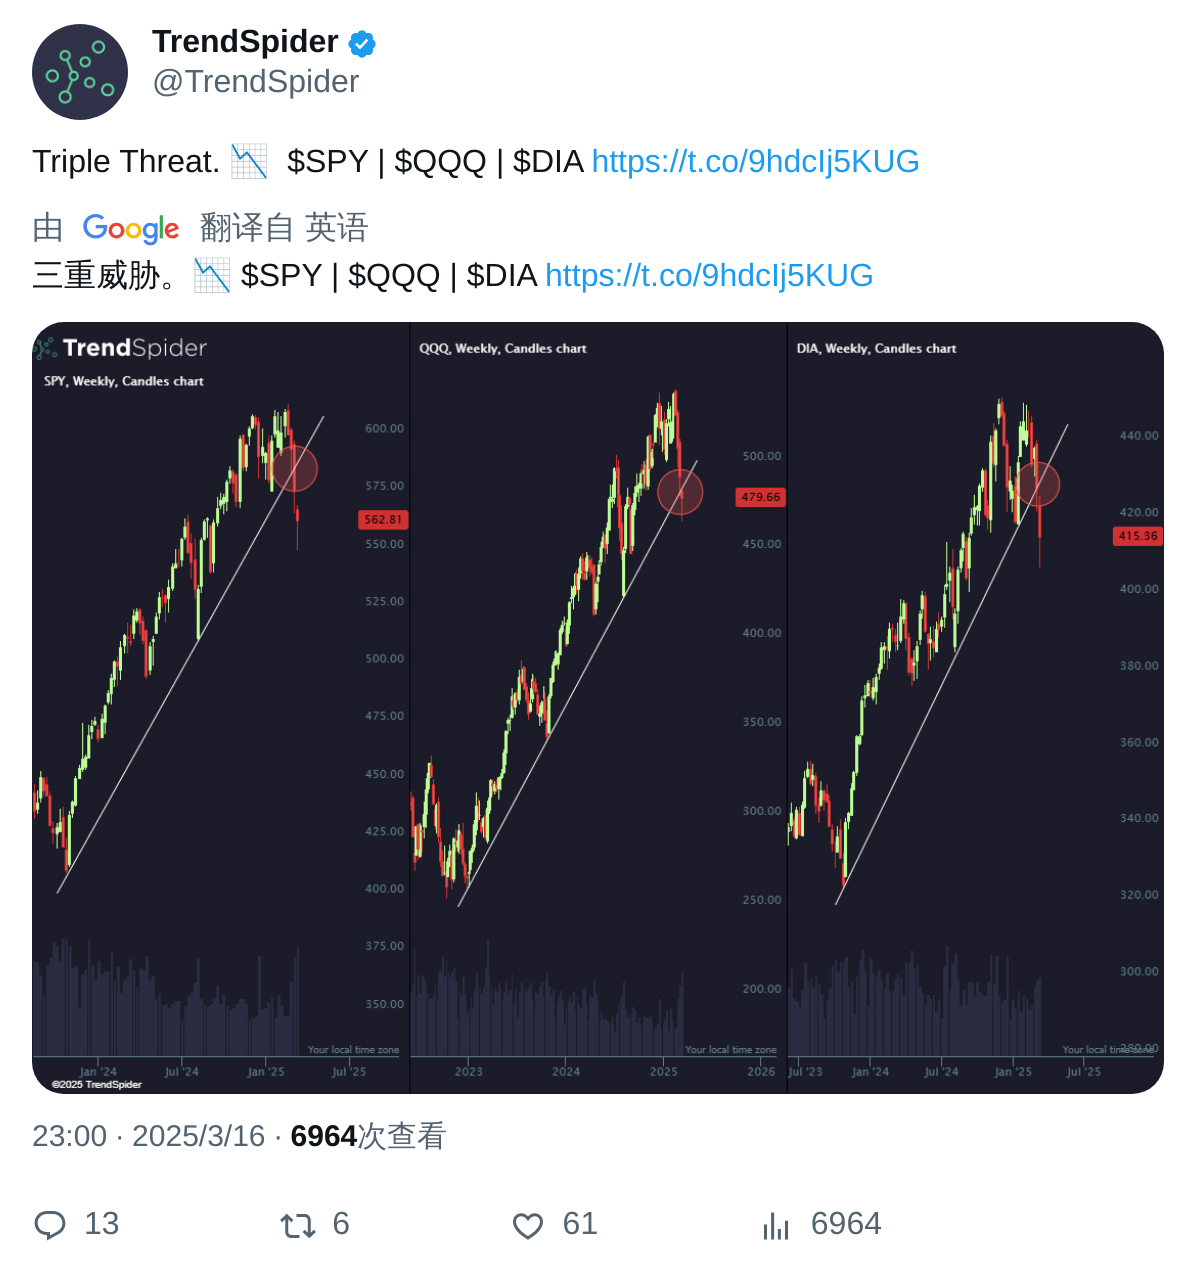 TrendSpider
@TrendSpider
Triple Threat. 📉 $SPY | $QQQ | $DIA https://t.co/9hdcIj5KUG
由 Google 翻译自 英语
三重威胁。📉 $SPY | $QQQ | $DIA https://t.co/9hdcIj5KUG
TrendSpider
SPY, Weekly, Candles chart
600.00
575.00
562.81
550.00
525.00
500.00
475.00
450.00
425.00
400.00
375.00
350.00
Your local time zone
Jan '24 Jul '24 Jan '25 Jul '25
©2025 TrendSpider
QQQ, Weekly, Candles chart
500.00
479.66
450.00
400.00
350.00
300.00
250.00
200.00
Your local time zone
2023 2024 2025 2026
DIA, Weekly, Candles chart
440.00
420.00
415.36
400.00
380.00
360.00
340.00
320.00
300.00
280.00
Your local time zone
Jul '23 Jan '24 Jul '24 Jan '25 Jul '25
23:00 · 2025/3/16 · 6964次查看
13 6 61 6964